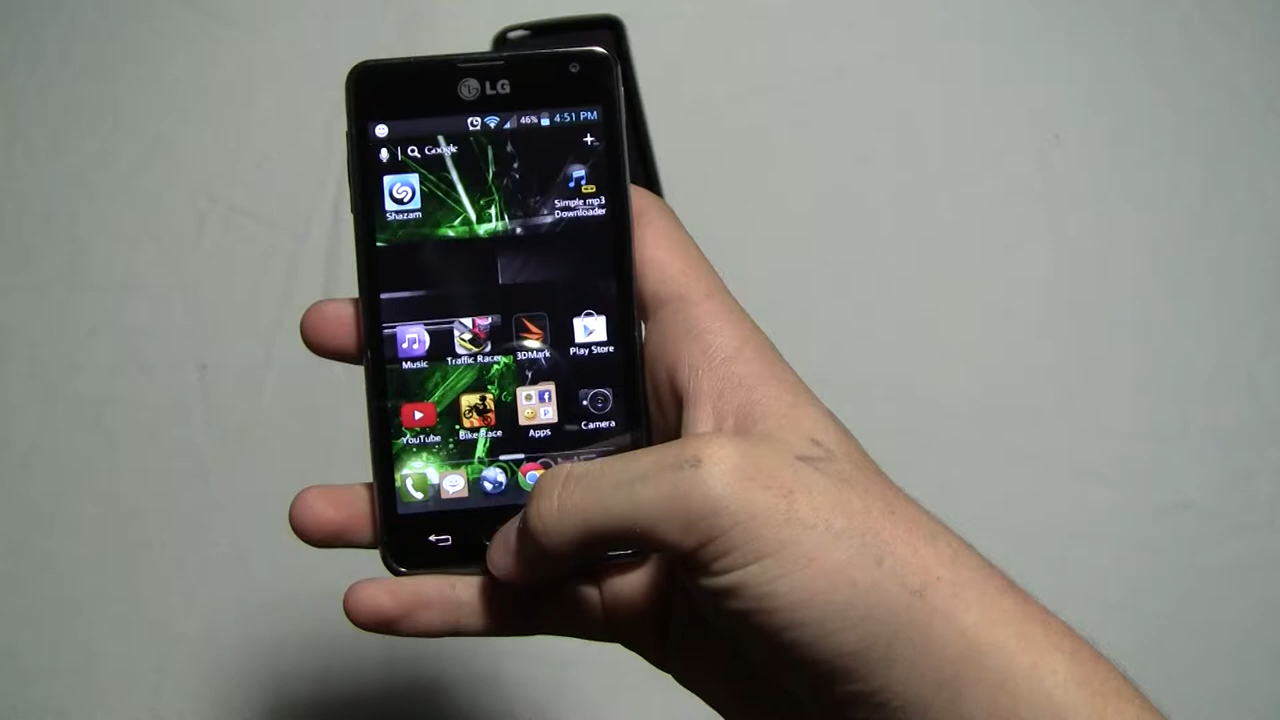 LG
46% 4:51 PM
Google
Shazam
Simple mp3
Downloader
Music
Traffic Racer
3DMark
Play Store
YouTube
Bike Race
Apps
Camera